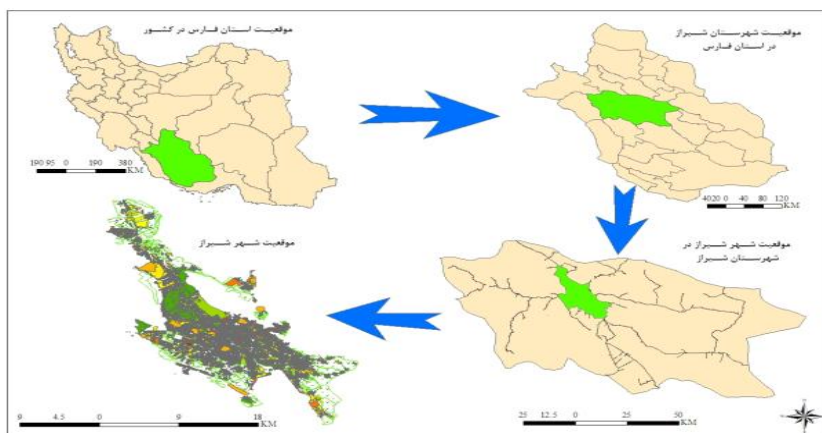 موقعیت استان فارس در کشور
190 95 0 190 380
KM
موقعیت شهرستان شیراز
در استان فارس
4020 0 40 80 120
KM
موقعیت شهر شیراز در
شهرستان شیراز
25 12.5 0 25 50
KM
موقعیت شهر شیراز
9 4.5 0 9 18
KM